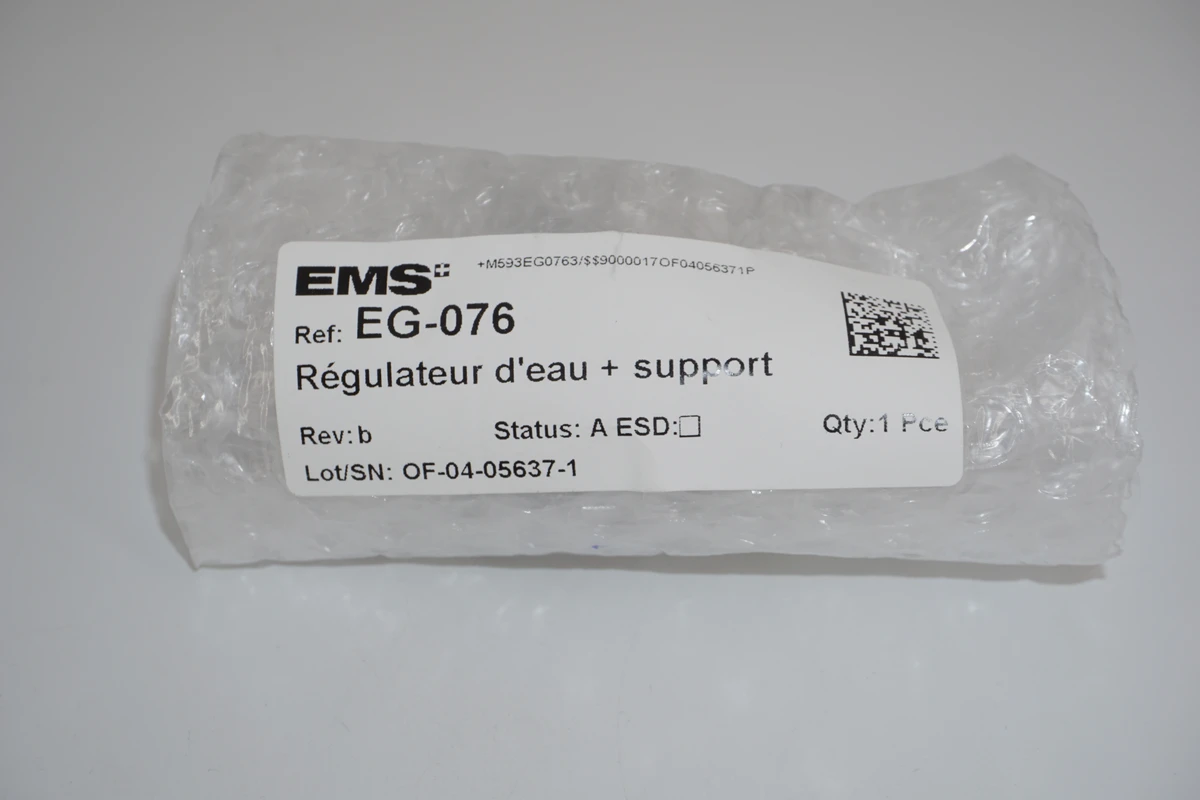 EMS
+M593EG0763/$$9000017OF04056371P
Ref: EG-076
Régulateur d'eau + support
Rev: b Status: A ESD:☐ Qty:1 Pce
Lot/SN: OF-04-05637-1